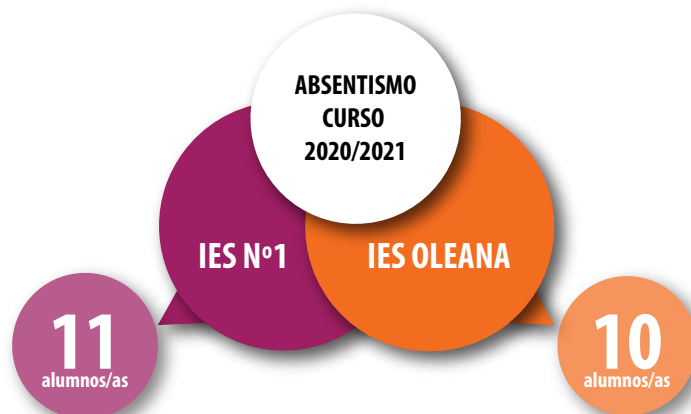 ABSENTISMO
CURSO
2020/2021
IES Nº1
IES OLEANA
11
alumnos/as
10
alumnos/as